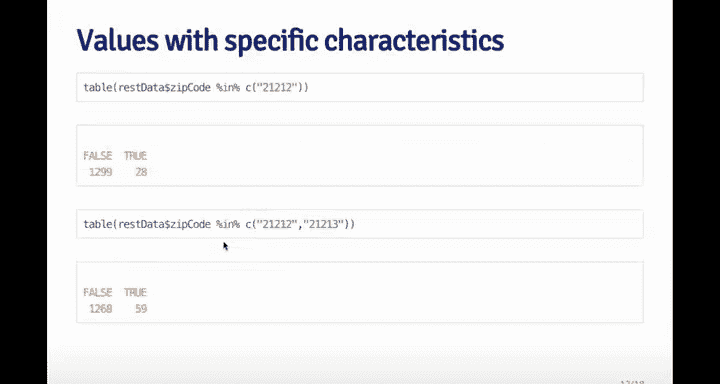 Values with specific characteristics
table(restData$zipCode %in% c("21212"))
FALSE TRUE
1299 28
table(restData$zipCode %in% c("21212","21213"))
FALSE TRUE
1268 59